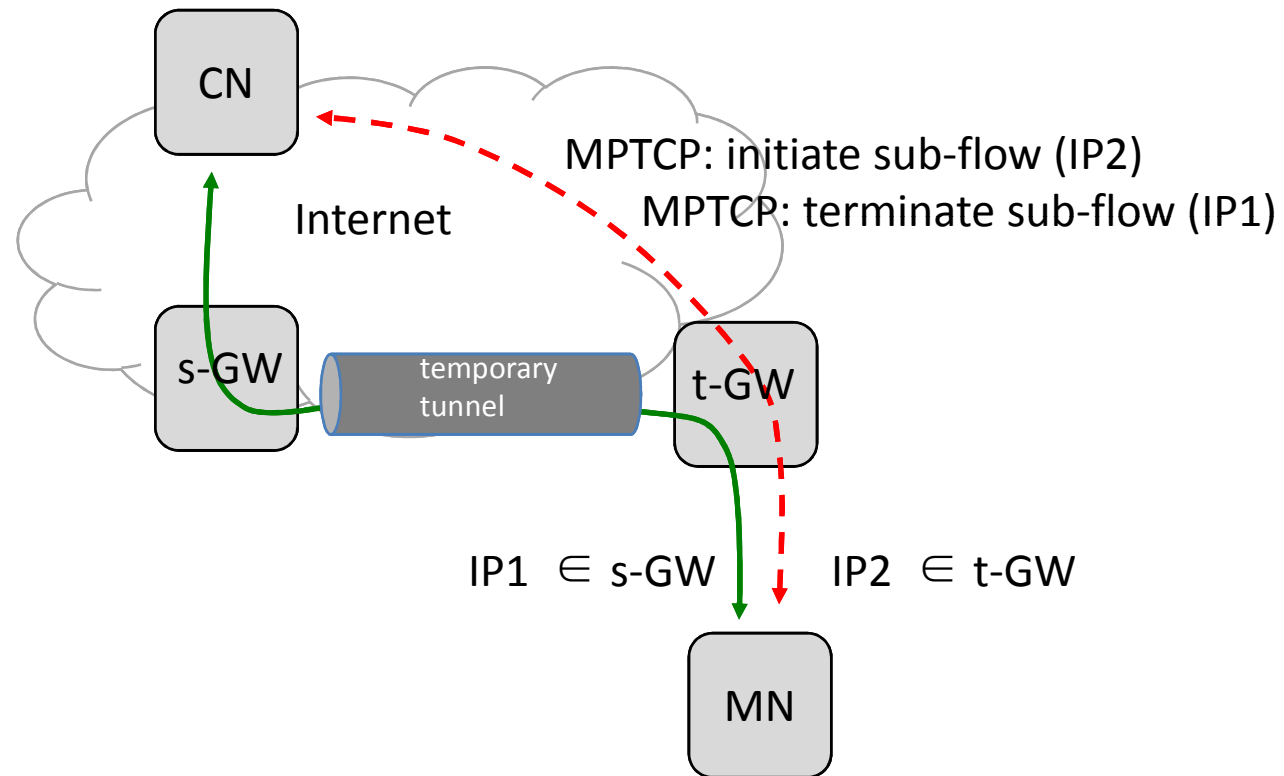 CN
MPTCP: initiate sub-flow (IP2)
MPTCP: terminate sub-flow (IP1)
Internet
s-GW
temporary
tunnel
t-GW
IP1 ∈ s-GW
IP2 ∈ t-GW
MN